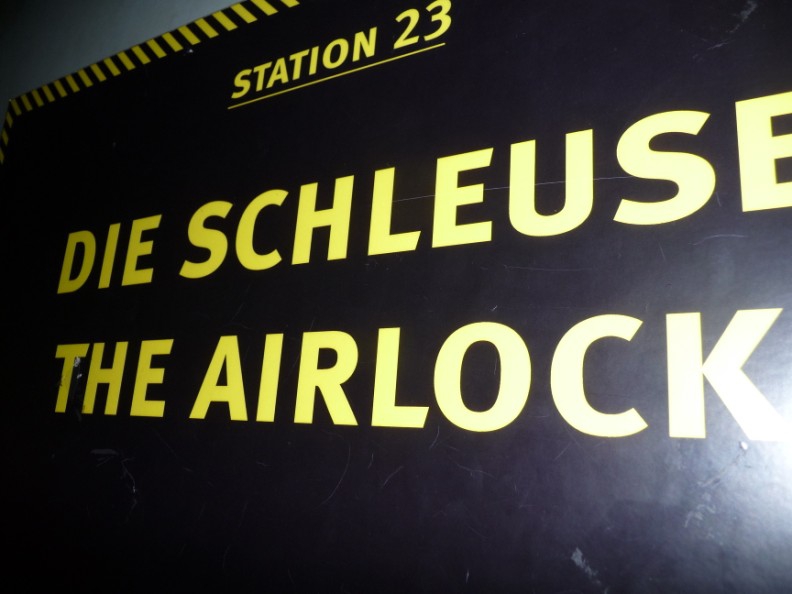 STATION 23
DIE SCHLEUSE
THE AIRLOCK